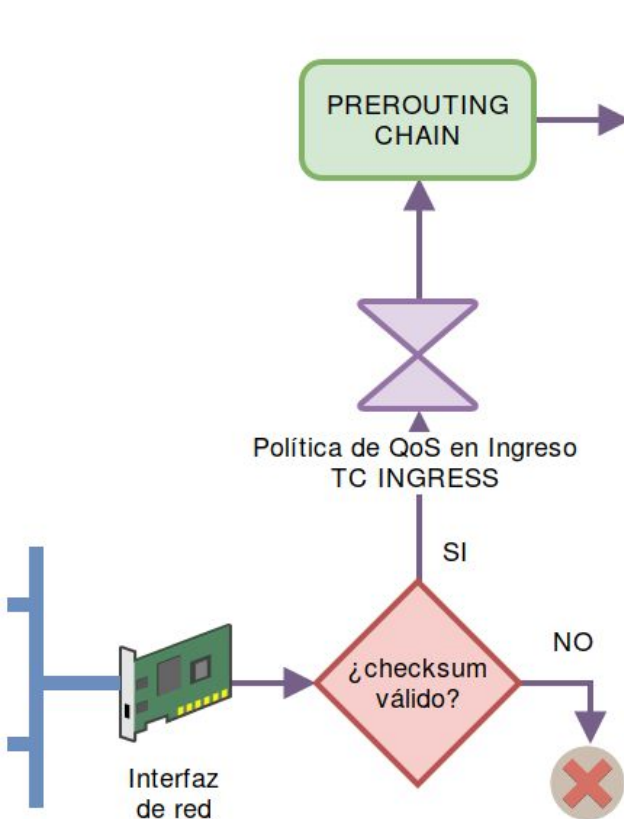 PREROUTING
CHAIN
Política de QoS en Ingreso
TC INGRESS
SI
NO
¿checksum
válido?
Interfaz
de red